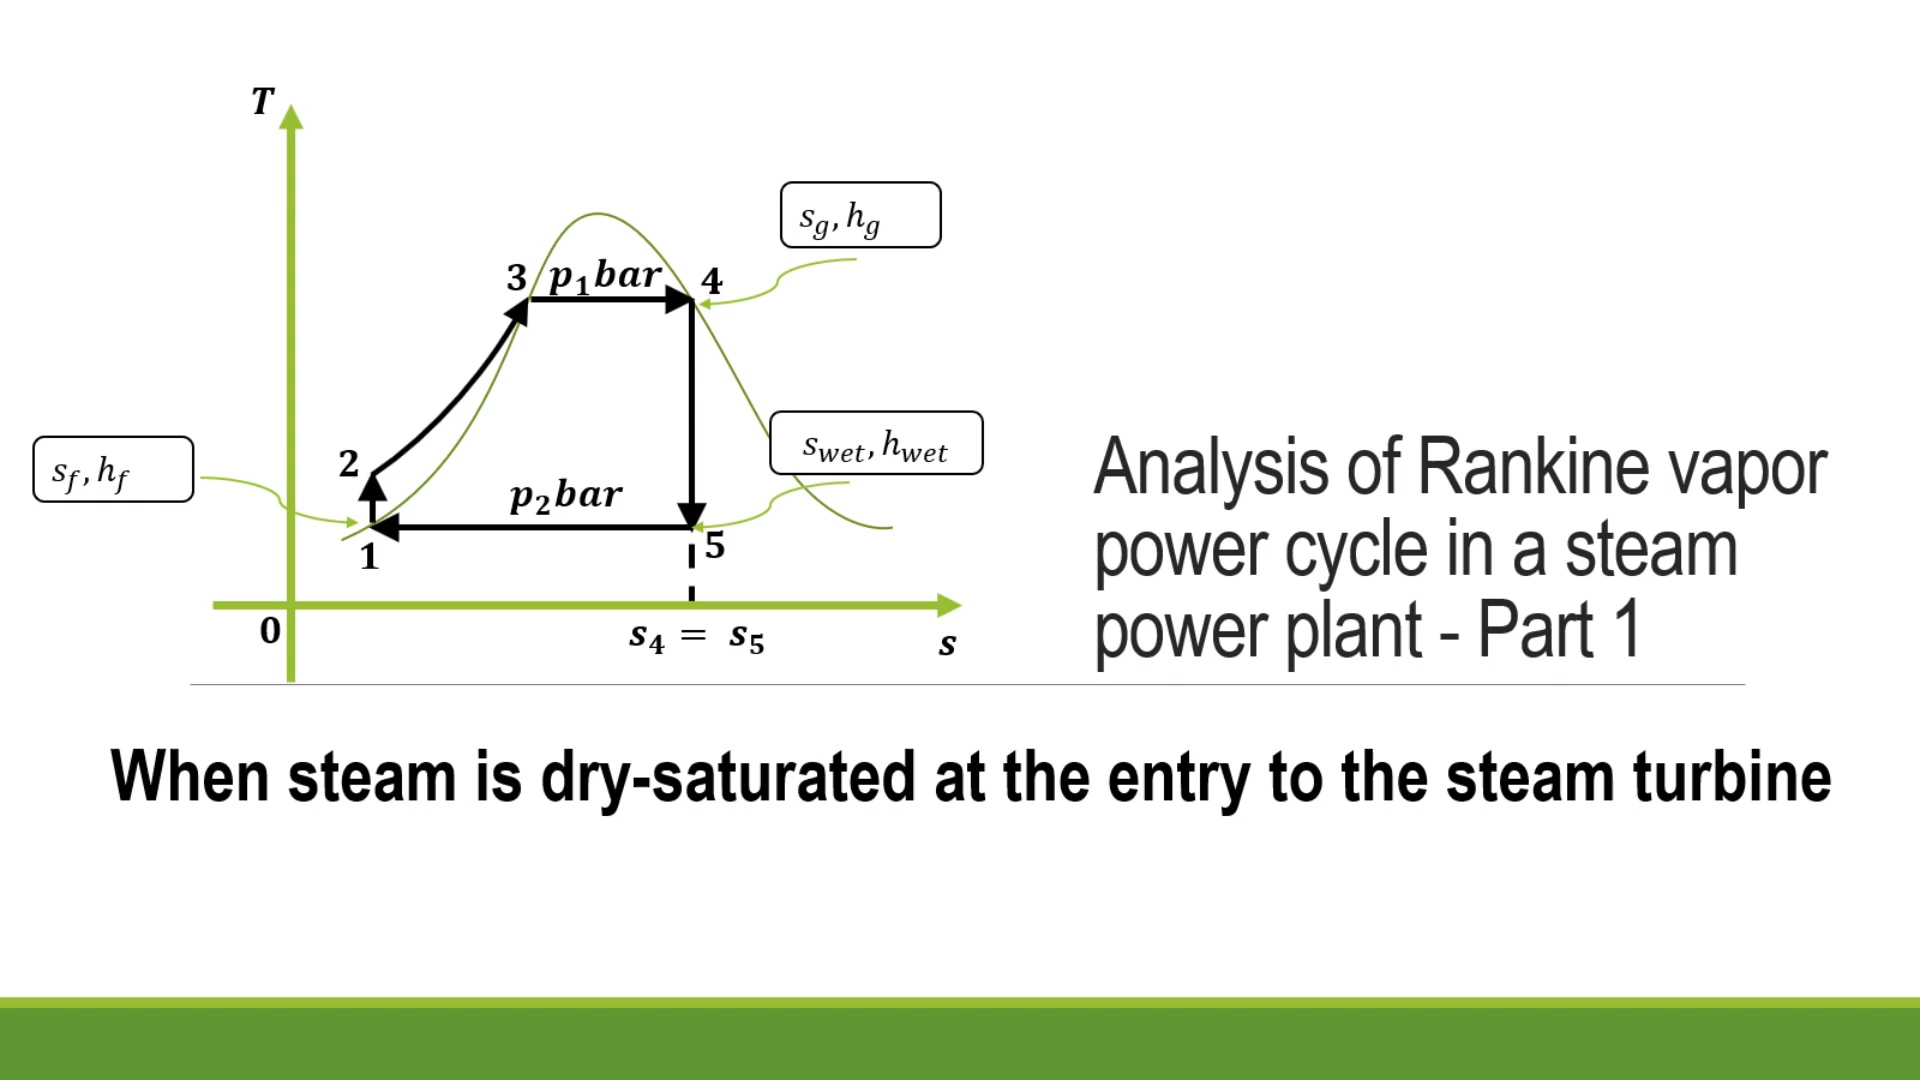 T
s_g, h_g
3 p_1 bar 4
s_wet, h_wet
s_f, h_f
2
p_2 bar
1
5
0
s_4 = s_5
s
Analysis of Rankine vapor
power cycle in a steam
power plant - Part 1
When steam is dry-saturated at the entry to the steam turbine